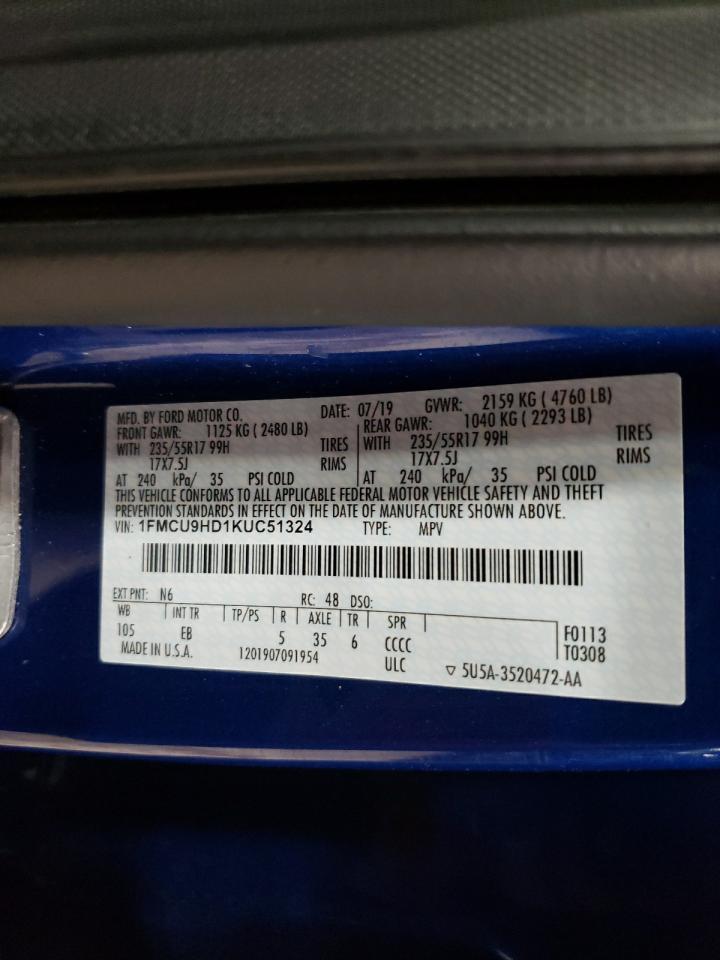 MFD. BY FORD MOTOR CO. DATE: 07/19 GVWR: 2159 KG ( 4760 LB)
FRONT GAWR: 1125 KG ( 2480 LB) REAR GAWR: 1040 KG ( 2293 LB)
WITH 235/55R17 99H TIRES WITH 235/55R17 99H TIRES
17X7.5J RIMS 17X7.5J RIMS
AT 240 kPa/ 35 PSI COLD AT 240 kPa/ 35 PSI COLD
THIS VEHICLE CONFORMS TO ALL APPLICABLE FEDERAL MOTOR VEHICLE SAFETY AND THEFT
PREVENTION STANDARDS IN EFFECT ON THE DATE OF MANUFACTURE SHOWN ABOVE.
VIN: 1FMCU9HD1KUC51324 TYPE: MPV
EXT PNT: N6 RC: 48 DSO:
WB INT TR TP/PS R AXLE TR SPR
105 EB 5 35 6 CCCC F0113
MADE IN U.S.A. 1201907091954 ULC T0308
▽ 5U5A-3520472-AA